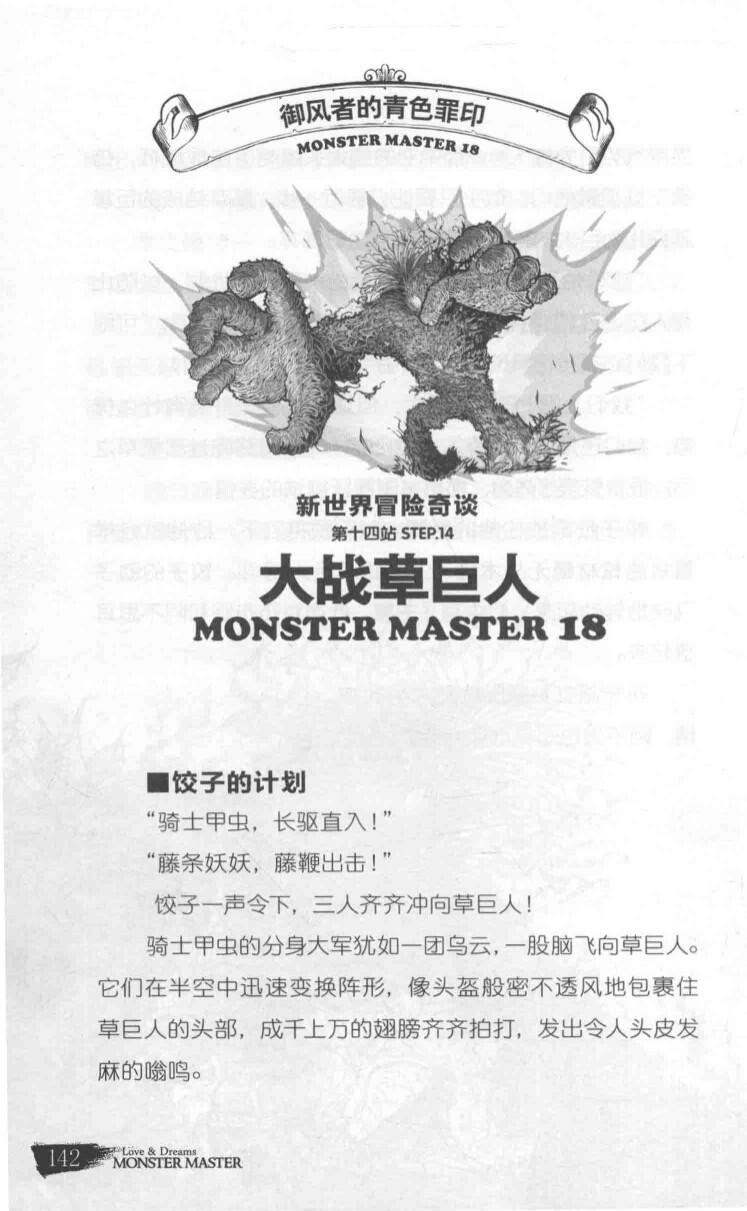 御风者的青色罪印
MONSTER MASTER 18
新世界冒险奇谈
第十四站 STEP.14
大战草巨人
MONSTER MASTER 18
■饺子的计划
“骑士甲虫，长驱直入！”
“藤条妖妖，藤鞭出击！”
饺子一声令下，三人齐齐冲向草巨人！
骑士甲虫的分身大军犹如一团乌云，一股脑飞向草巨人。
它们在半空中迅速变换阵形，像头盔般密不透风地包裹住
草巨人的头部，成千上万的翅膀齐齐拍打，发出令人头皮发
麻的嗡鸣。
142
Love & Dreams
MONSTER MASTER